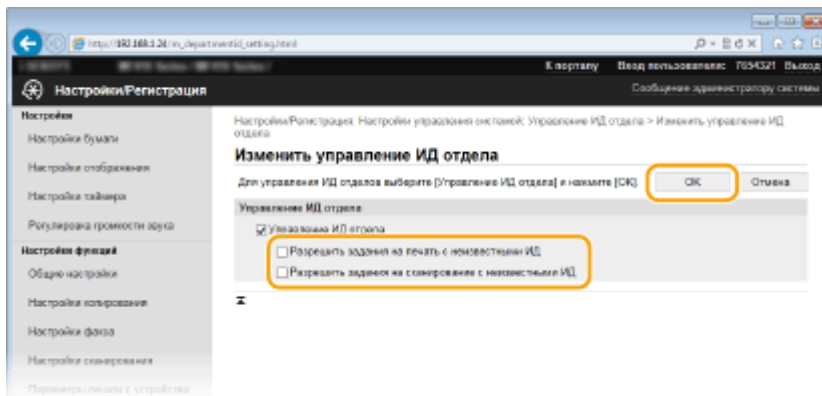 http://192.168.1.24/m_departmentid_setting.html
К порталу Вход пользователя: 7654321 Выход
Настройки/Регистрация
Сообщение администратору системы
Настройки
Настройки бумаги
Настройки отображения
Настройки таймера
Регулировка громкости звука
Настройки функций
Общие настройки
Настройки копирования
Настройки факса
Настройки сканирования
Параметры печати с устройства
Настройки/Регистрация: Настройки управления системой: Управление ИД отдела > Изменить управление ИД
отдела
Изменить управление ИД отдела
Для управления ИД отделов выберите [Управление ИД отдела] и нажмите [OK].
OK
Отмена
Управление ИД отдела
Управление ИД отдела
Разрешить задания на печать с неизвестными ИД
Разрешить задания на сканирование с неизвестными ИД